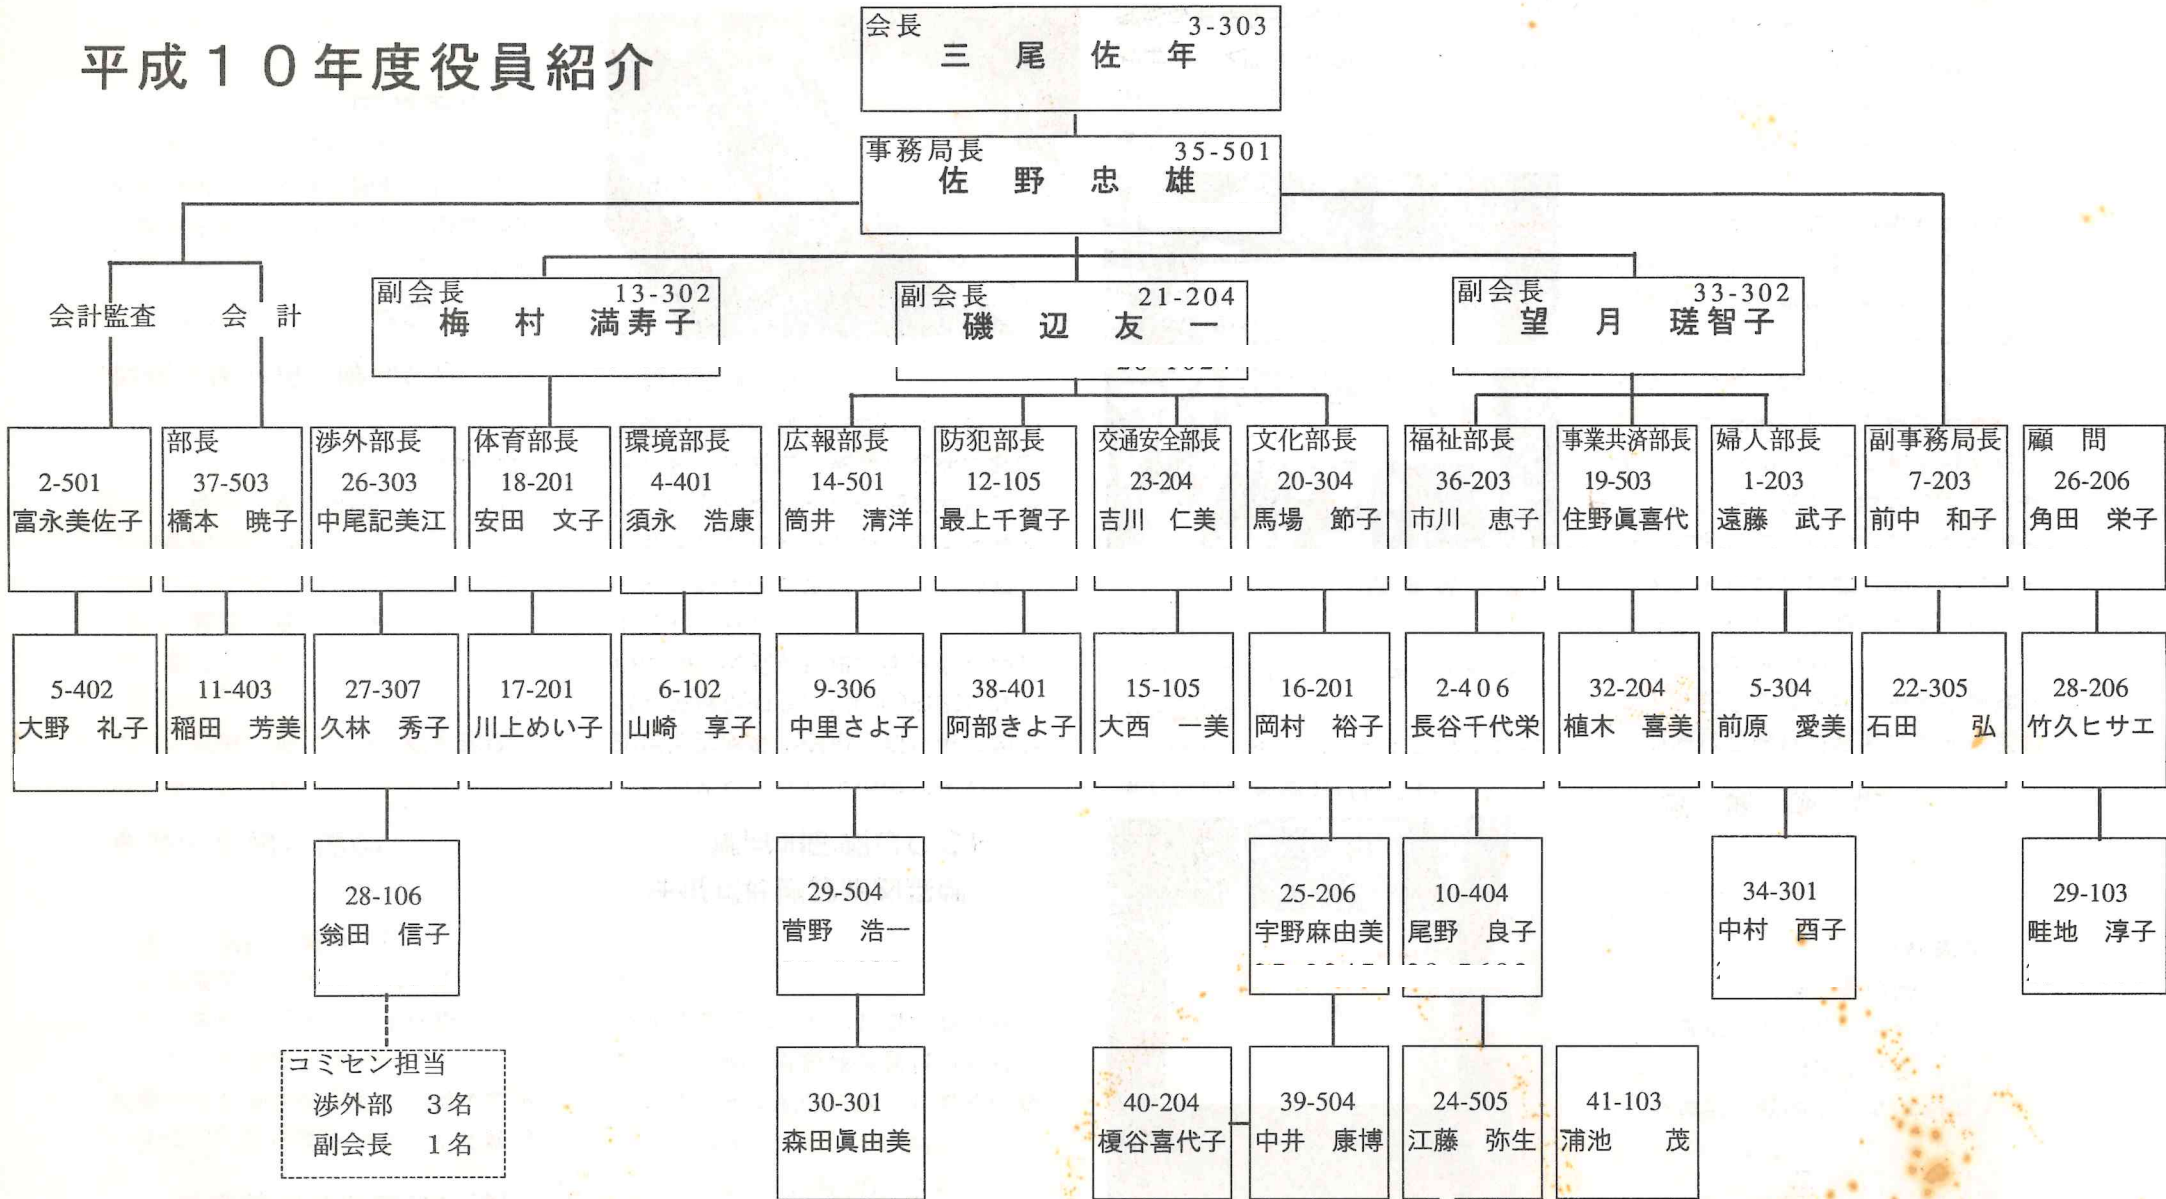 平成１０年度役員紹介
会長 3-303
三尾佐年
事務局長 35-501
佐野忠雄
会計監査 会計
副会長 13-302
梅村満寿子
副会長 21-204
磯辺友一
副会長 33-302
望月瑳智子
2-501
富永美佐子
部長
37-503
橋本 暁子
渉外部長
26-303
中尾記美江
体育部長
18-201
安田 文子
環境部長
4-401
須永 浩康
広報部長
14-501
筒井 清洋
防犯部長
12-105
最上千賀子
交通安全部長
23-204
吉川 仁美
文化部長
20-304
馬場 節子
福祉部長
36-203
市川 恵子
事業共済部長
19-503
住野眞喜代
婦人部長
1-203
遠藤 武子
副事務局長
7-203
前中 和子
顧問
26-206
角田 栄子
5-402
大野 礼子
11-403
稲田 芳美
27-307
久林 秀子
17-201
川上めい子
6-102
山崎 享子
9-306
中里さよ子
38-401
阿部きよ子
15-105
大西 一美
16-201
岡村 裕子
2-406
長谷千代栄
32-204
植木 喜美
5-304
前原 愛美
22-305
石田 弘
28-206
竹久ヒサエ
28-106
翁田 信子
29-504
菅野 浩一
25-206
宇野麻由美
10-404
尾野 良子
34-301
中村 酉子
29-103
畦地 淳子
コミセン担当
渉外部 ３名
副会長 １名
30-301
森田眞由美
40-204
榎谷喜代子
39-504
中井 康博
24-505
江藤 弥生
41-103
浦池 茂